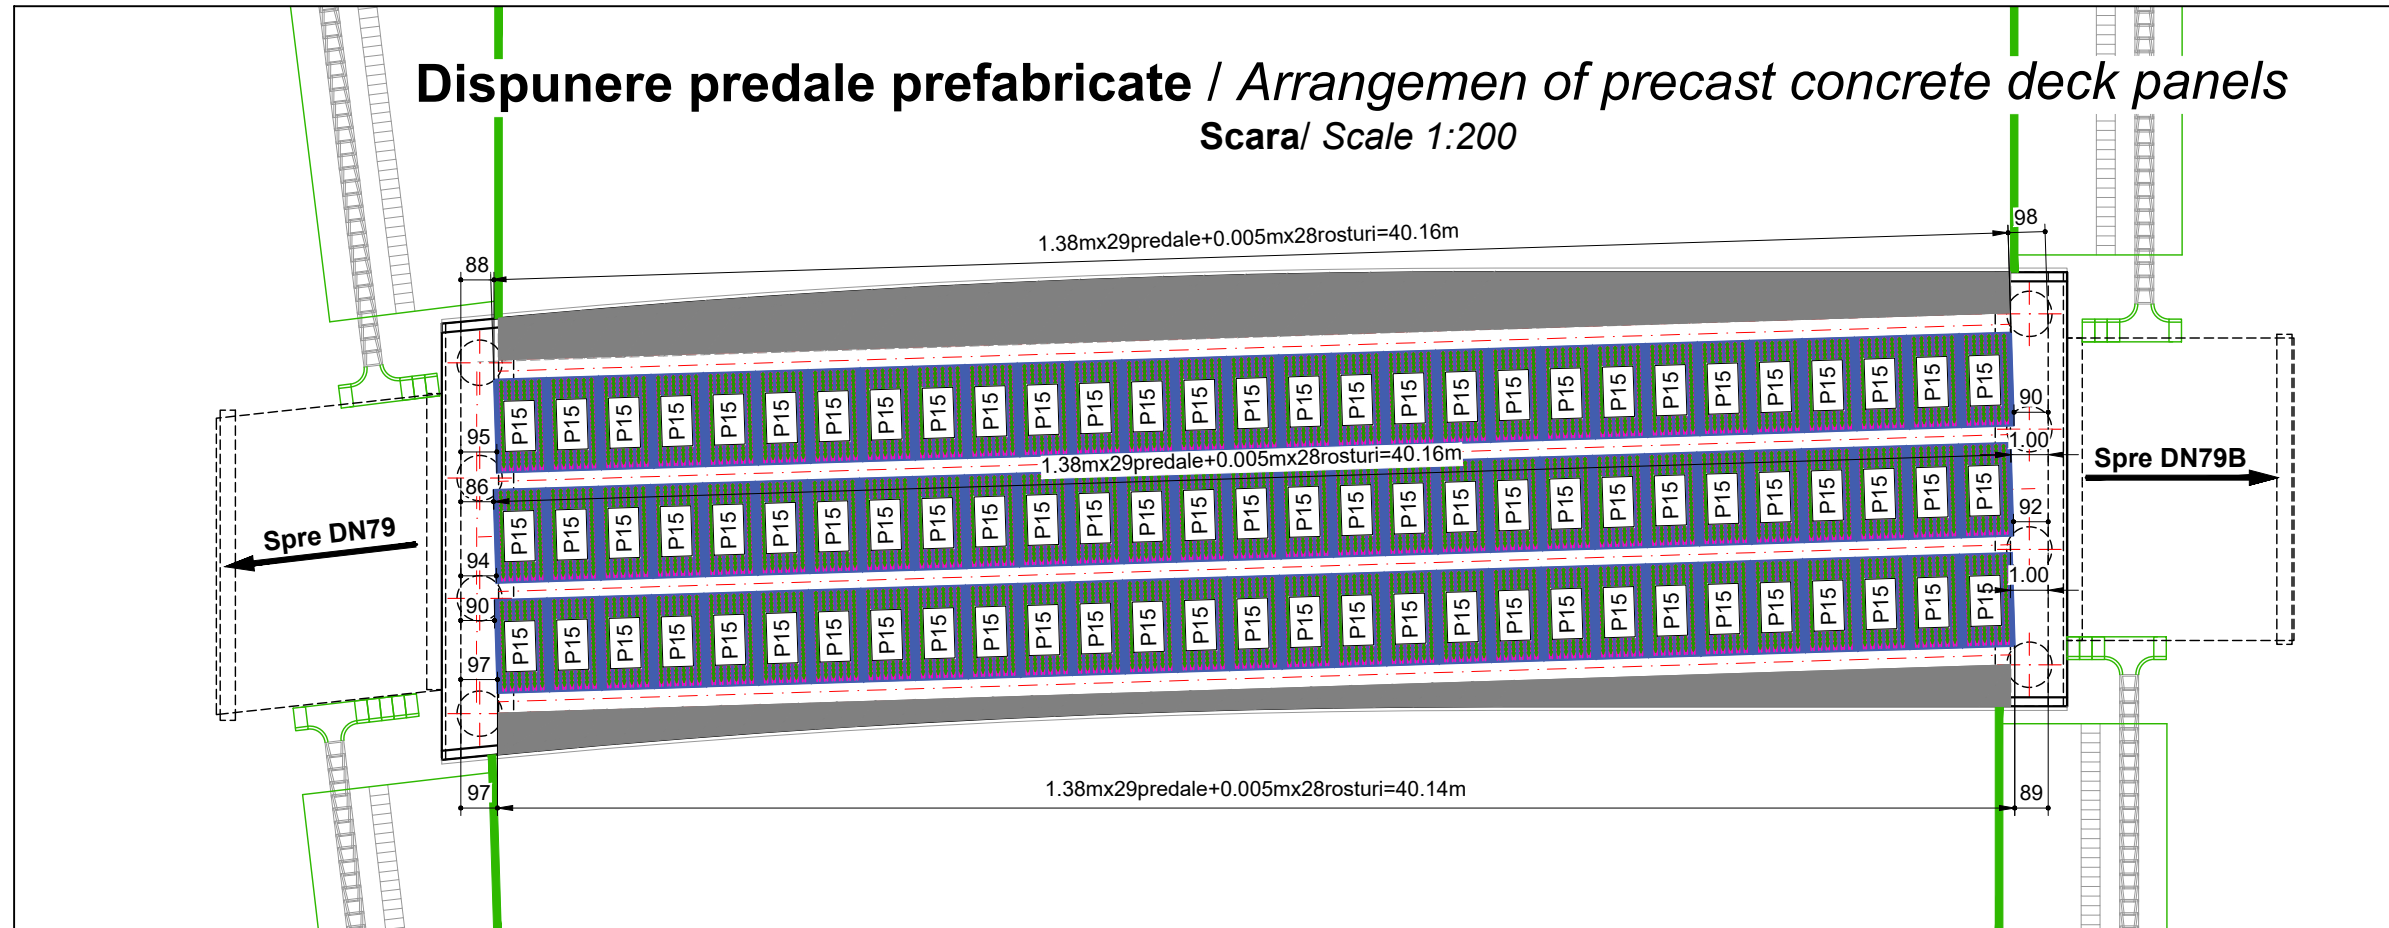 Dispunere predale prefabricate / Arrangemen of precast concrete deck panels
Scara/ Scale 1:200
98
1.38mx29predale+0.005mx28rosturi=40.16m
88
P15 P15 P15 P15 P15 P15 P15 P15 P15 P15 P15 P15 P15 P15 P15 P15 P15 P15 P15 P15 P15 P15 P15 P15 P15 P15 P15 P15 P15
90
95
1.00
1.38mx29predale+0.005mx28rosturi=40.16m
Spre DN79B
86
P15 P15 P15 P15 P15 P15 P15 P15 P15 P15 P15 P15 P15 P15 P15 P15 P15 P15 P15 P15 P15 P15 P15 P15 P15 P15 P15 P15 P15
92
Spre DN79
94
1.00
90
P15 P15 P15 P15 P15 P15 P15 P15 P15 P15 P15 P15 P15 P15 P15 P15 P15 P15 P15 P15 P15 P15 P15 P15 P15 P15 P15 P15 P15
97
97
1.38mx29predale+0.005mx28rosturi=40.14m
89